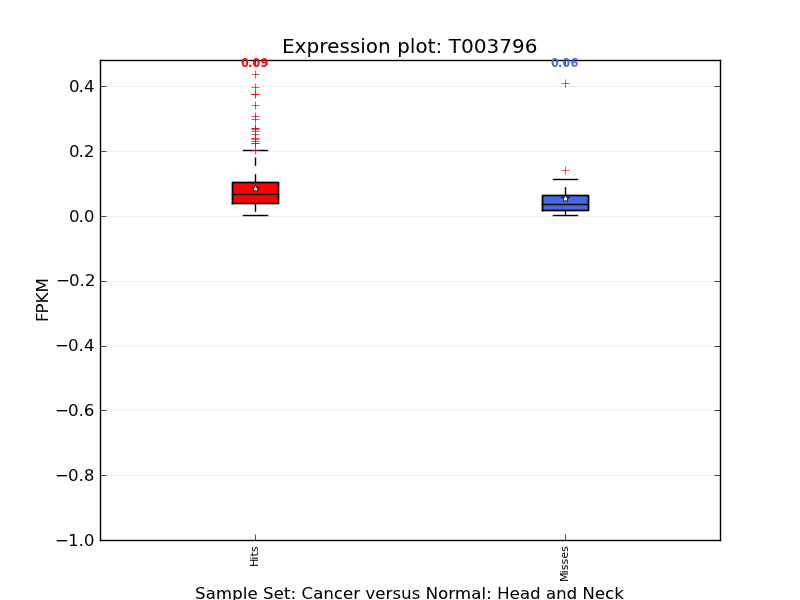 Expression plot: T003796
0.09
0.06
0.4
0.2
0.0
−0.2
−0.4
−0.6
−0.8
−1.0
FPKM
Hits
Misses
Sample Set: Cancer versus Normal: Head and Neck